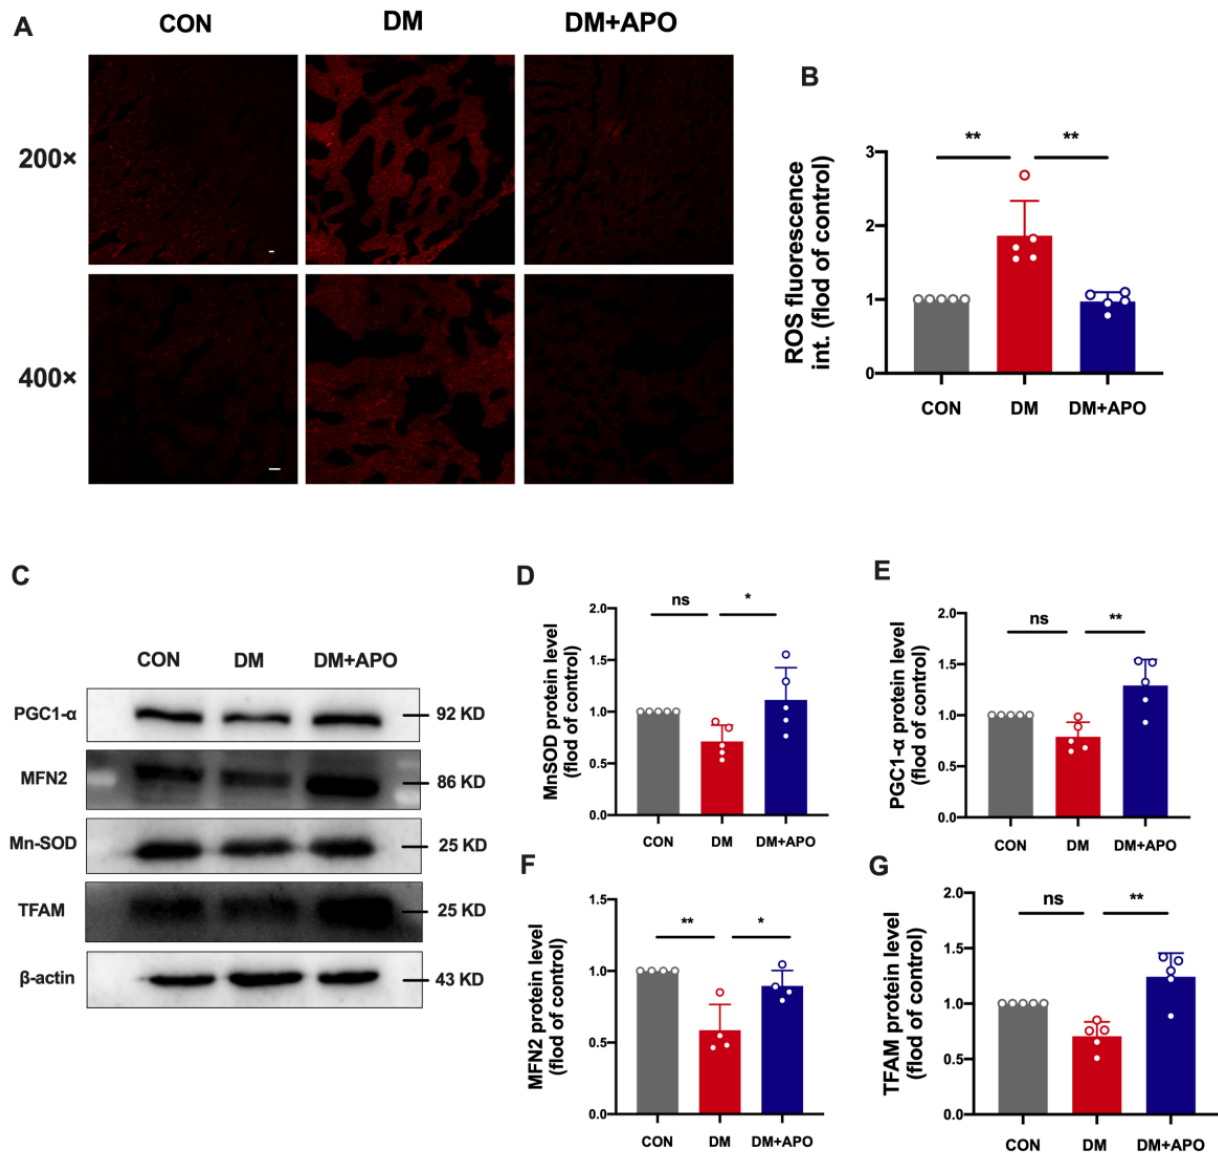 A
CON
DM
DM+APO
200×
400×
B
ROS fluorescence
int. (flod of control)
3
2
1
0
**
**
CON
DM
DM+APO
C
CON
DM
DM+APO
PGC1-α
92 KD
MFN2
86 KD
Mn-SOD
25 KD
TFAM
25 KD
β-actin
43 KD
D
MnSOD protein level
(flod of control)
2.0
1.5
1.0
0.5
0.0
ns
*
CON
DM
DM+APO
E
PGC1-α protein level
(flod of control)
2.0
1.5
1.0
0.5
0.0
ns
**
CON
DM
DM+APO
F
MFN2 protein level
(flod of control)
1.5
1.0
0.5
0.0
**
*
CON
DM
DM+APO
G
TFAM protein level
(flod of control)
2.0
1.5
1.0
0.5
0.0
ns
**
CON
DM
DM+APO